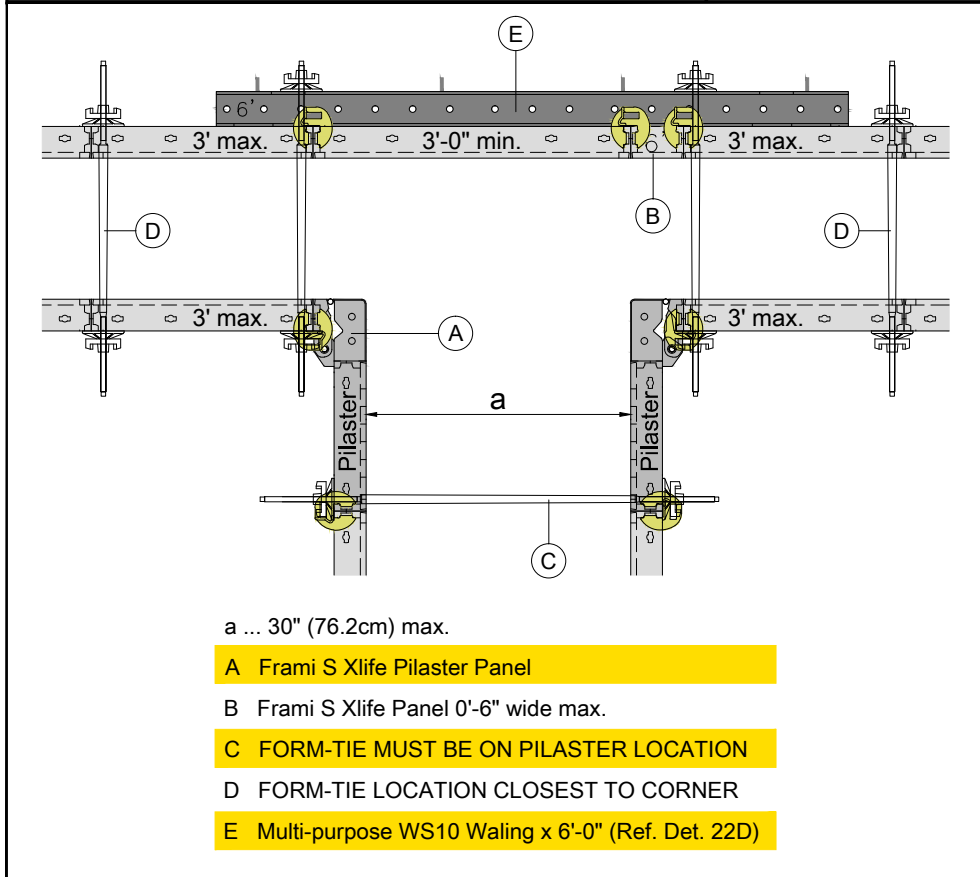 E
6'
3' max.
3'-0" min.
3' max.
B
D
D
3' max.
3' max.
A
a
Pilaster
Pilaster
C
a ... 30" (76.2cm) max.
A Frami S Xlife Pilaster Panel
B Frami S Xlife Panel 0'-6" wide max.
C FORM-TIE MUST BE ON PILASTER LOCATION
D FORM-TIE LOCATION CLOSEST TO CORNER
E Multi-purpose WS10 Waling x 6'-0" (Ref. Det. 22D)